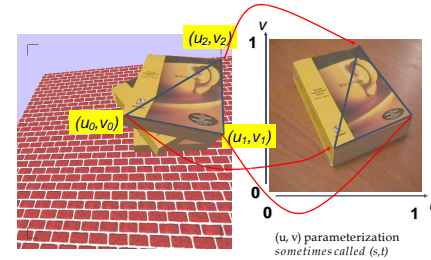 v
(u2,v2)
1
(u0,v0)
(u1,v1)
0
0
1
(u, v) parameterization
sometimes called (s,t)